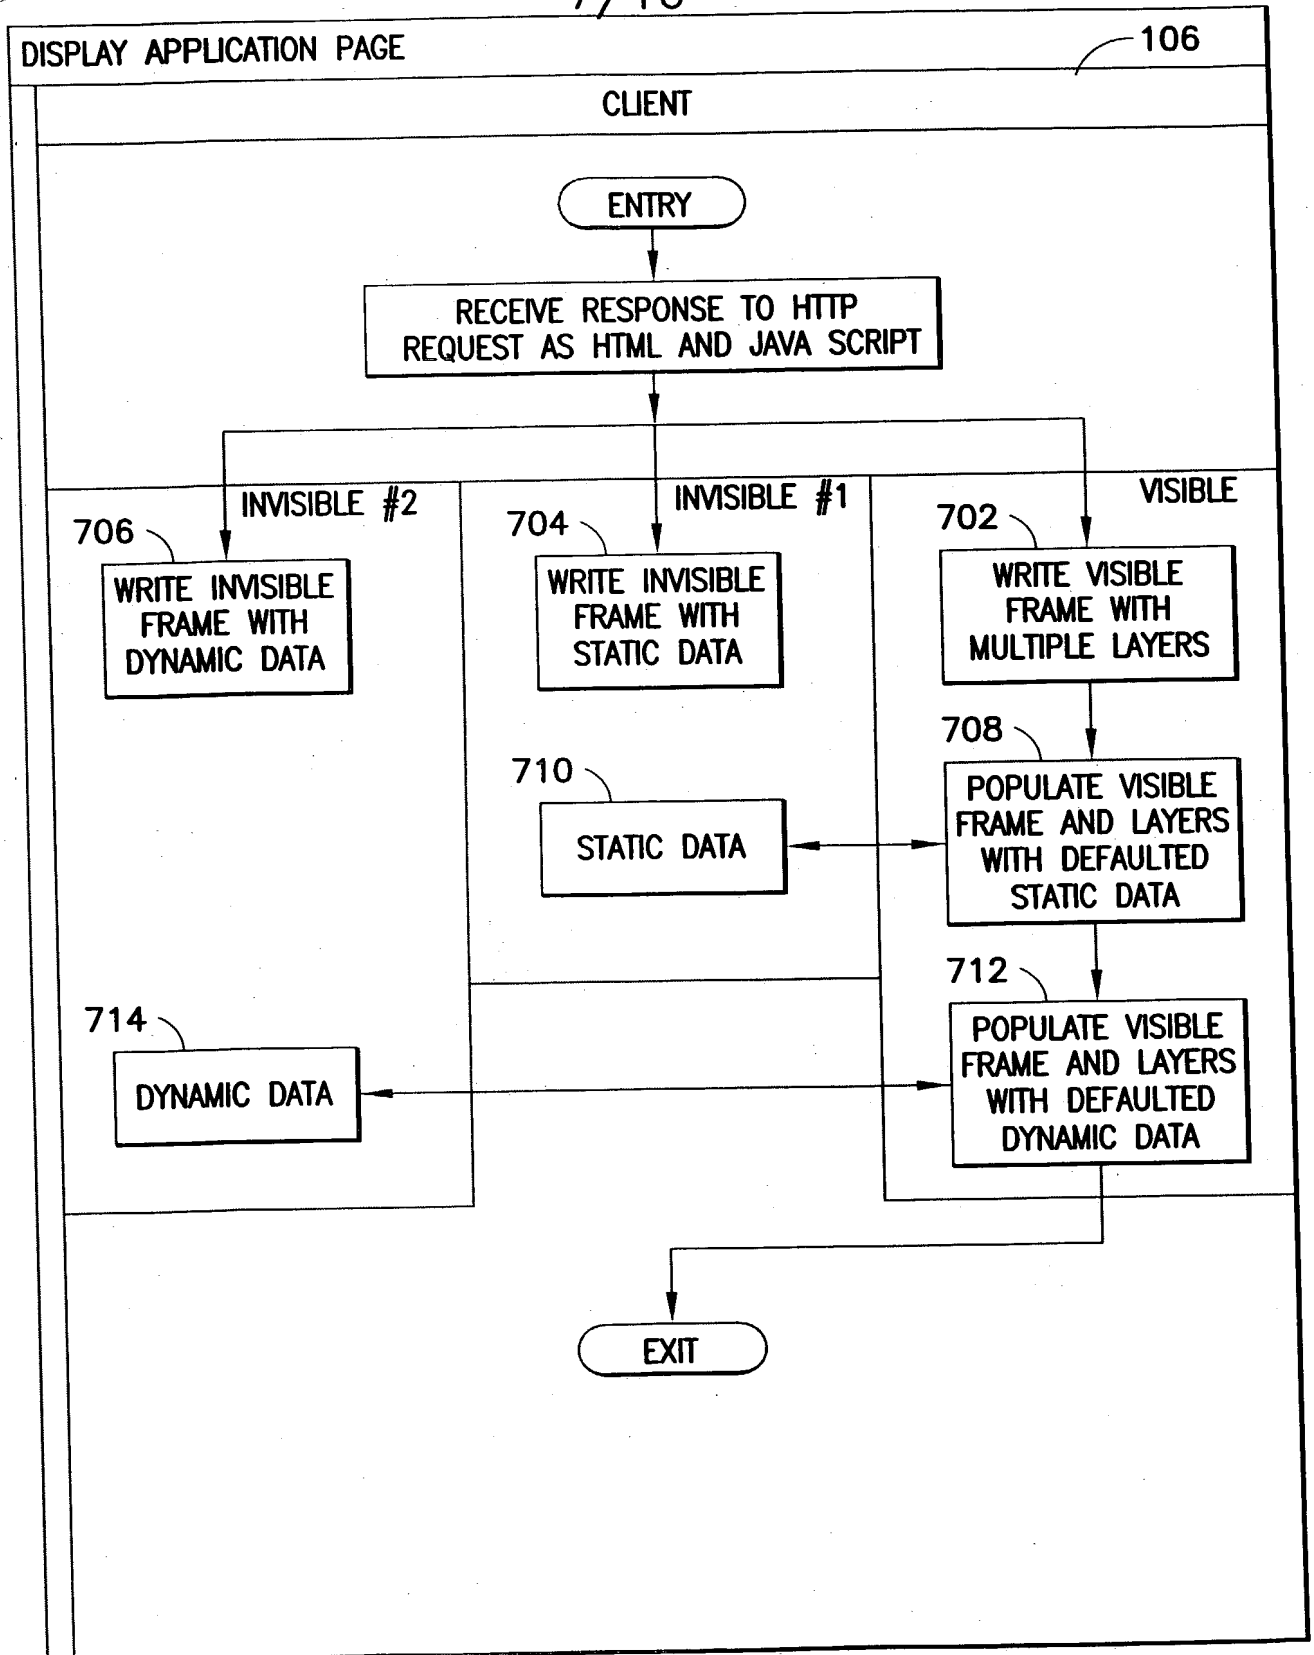 DISPLAY APPLICATION PAGE
106
CLIENT
ENTRY
RECEIVE RESPONSE TO HTTP
REQUEST AS HTML AND JAVA SCRIPT
INVISIBLE #2
INVISIBLE #1
VISIBLE
706
WRITE INVISIBLE
FRAME WITH
DYNAMIC DATA
704
WRITE INVISIBLE
FRAME WITH
STATIC DATA
702
WRITE VISIBLE
FRAME WITH
MULTIPLE LAYERS
710
STATIC DATA
708
POPULATE VISIBLE
FRAME AND LAYERS
WITH DEFAULTED
STATIC DATA
714
DYNAMIC DATA
712
POPULATE VISIBLE
FRAME AND LAYERS
WITH DEFAULTED
DYNAMIC DATA
EXIT